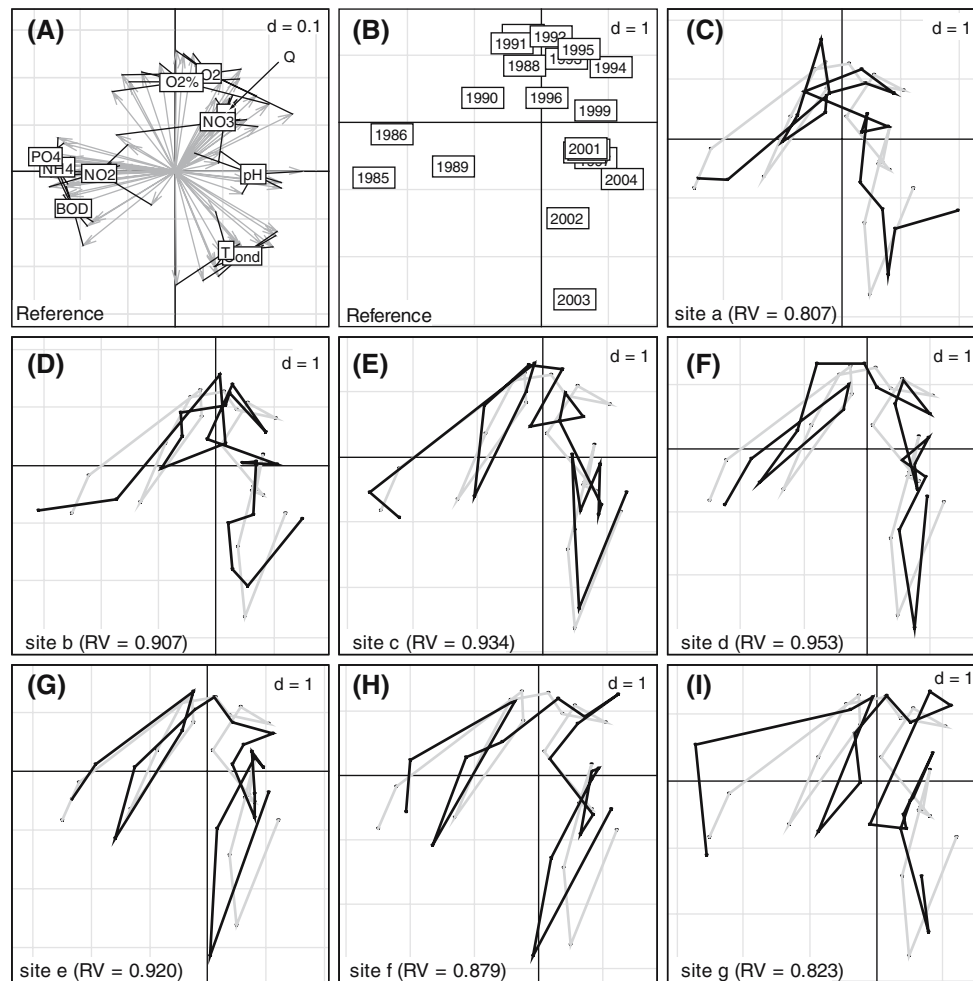 (A)
d = 0.1
Q
O2
O2%
NO3
PO4
NH4
NO2
pH
BOD
T
Cond
Reference
(B)
d = 1
1991
1992
1995
1993
1988
1994
1990
1996
1999
1986
2001
1989
1985
2004
2002
2003
Reference
(C)
d = 1
site a (RV = 0.807)
(D)
d = 1
site b (RV = 0.907)
(E)
d = 1
site c (RV = 0.934)
(F)
d = 1
site d (RV = 0.953)
(G)
d = 1
site e (RV = 0.920)
(H)
d = 1
site f (RV = 0.879)
(I)
d = 1
site g (RV = 0.823)